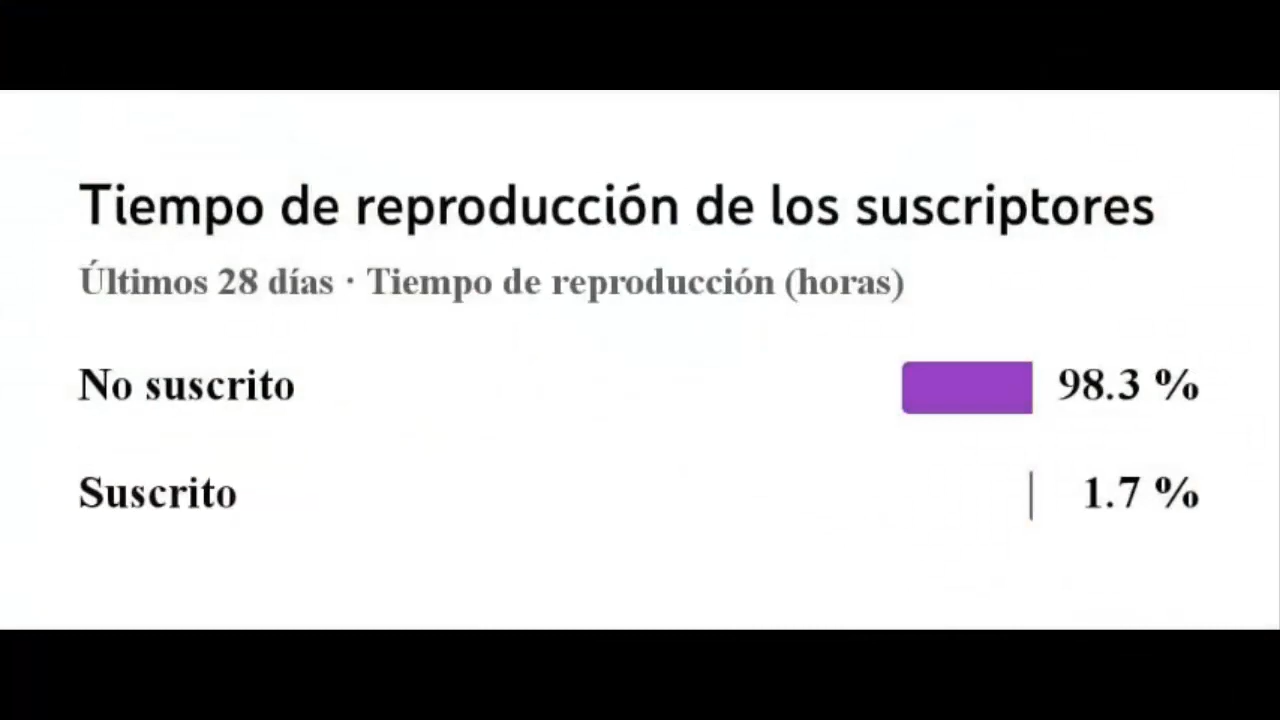 Tiempo de reproducción de los suscriptores
Últimos 28 días · Tiempo de reproducción (horas)
No suscrito 98.3 %
Suscrito 1.7 %